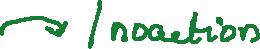 → / noaction